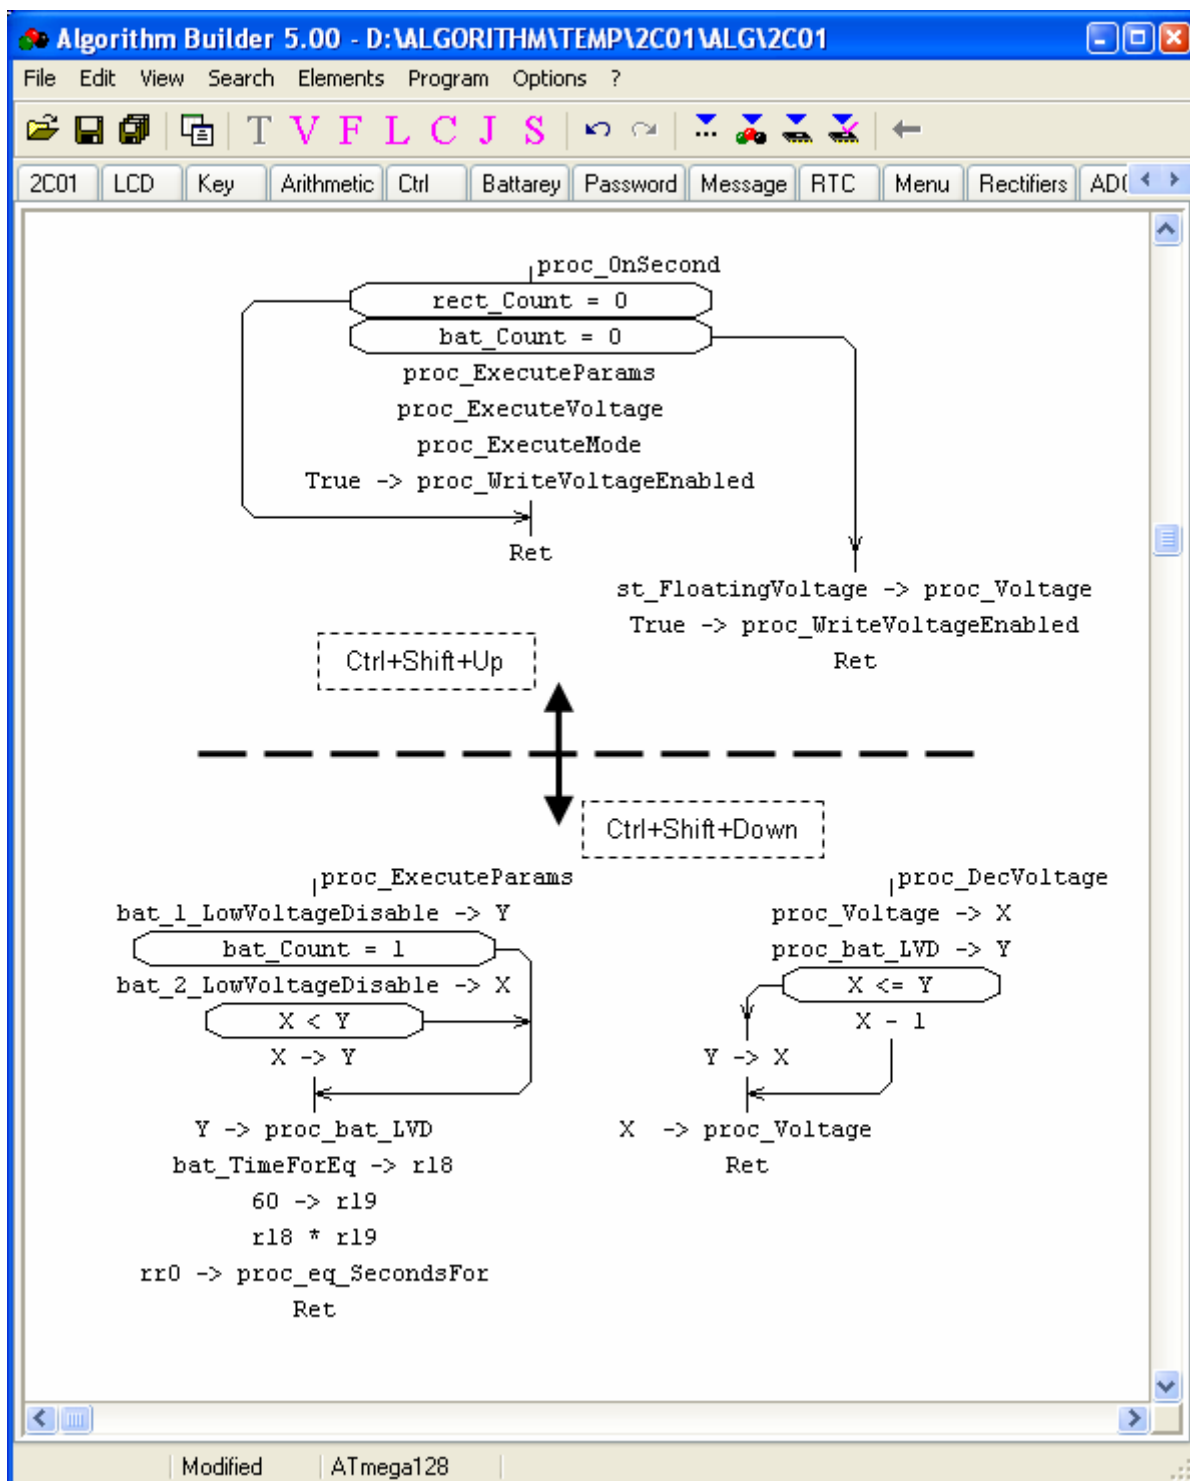 Algorithm Builder 5.00 - D:\ALGORITHM\TEMP\2C01\ALG\2C01
File Edit View Search Elements Program Options ?
T V F L C J S
2C01 LCD Key Arithmetic Ctrl Battarey Password Message RTC Menu Rectifiers ADC
proc_OnSecond
rect_Count = 0
bat_Count = 0
proc_ExecuteParams
proc_ExecuteVoltage
proc_ExecuteMode
True -> proc_WriteVoltageEnabled
Ret
st_FloatingVoltage -> proc_Voltage
True -> proc_WriteVoltageEnabled
Ret
Ctrl+Shift+Up
Ctrl+Shift+Down
proc_ExecuteParams
bat_1_LowVoltageDisable -> Y
bat_Count = 1
bat_2_LowVoltageDisable -> X
X < Y
X -> Y
Y -> proc_bat_LVD
bat_TimeForEq -> r18
60 -> r19
r18 * r19
rr0 -> proc_eq_SecondsFor
Ret
proc_DecVoltage
proc_Voltage -> X
proc_bat_LVD -> Y
X <= Y
X - 1
Y -> X
X -> proc_Voltage
Ret
Modified ATmega128